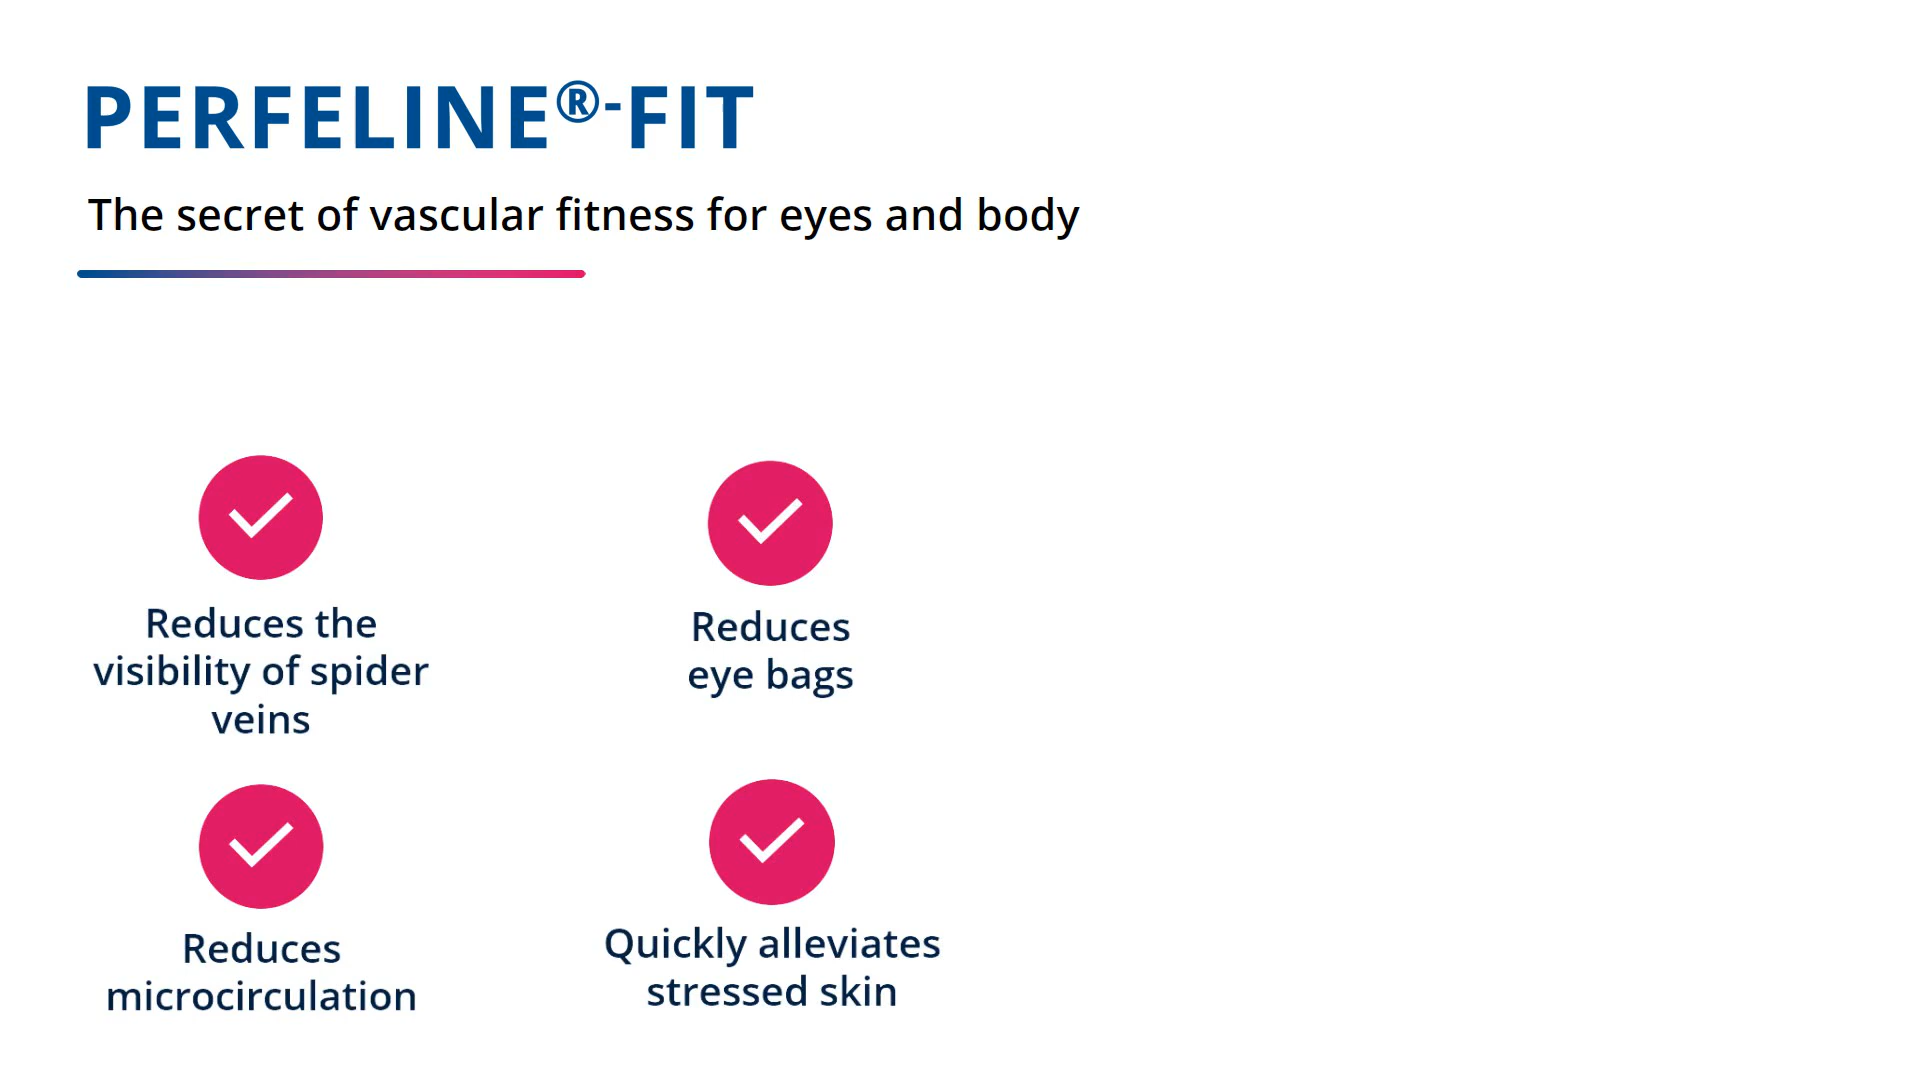 PERFELINE®-FIT
The secret of vascular fitness for eyes and body
Reduces the
visibility of spider
veins
Reduces
eye bags
Reduces
microcirculation
Quickly alleviates
stressed skin